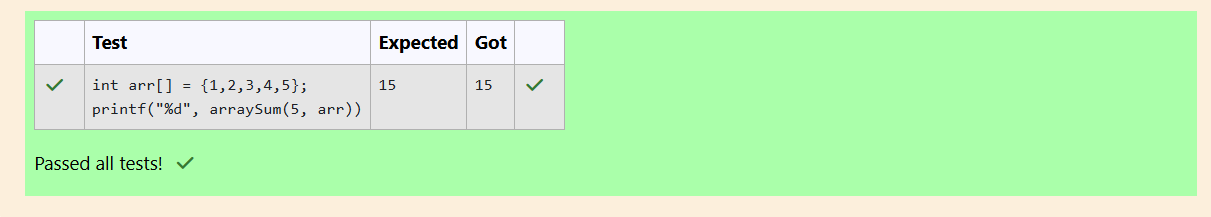 Test Expected Got
int arr[] = {1,2,3,4,5}; 15 15
printf("%d", arraySum(5, arr))
Passed all tests!